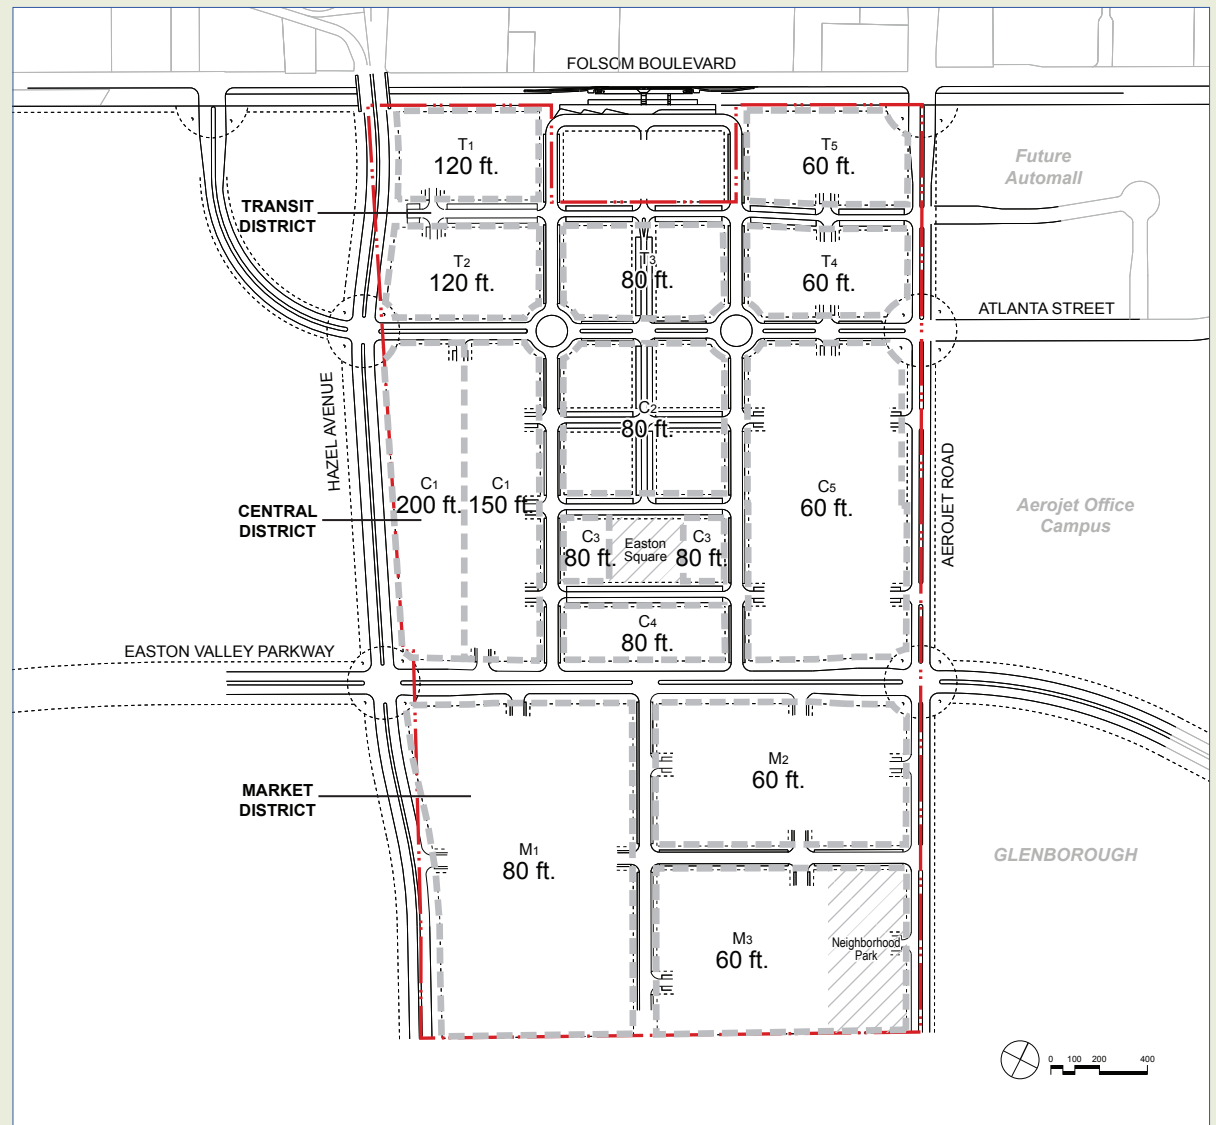 FOLSOM BOULEVARD
T1
120 ft.
T5
60 ft.
Future
Automall
TRANSIT
DISTRICT
T2
120 ft.
T3
80 ft.
T4
60 ft.
ATLANTA STREET
HAZEL AVENUE
C2
80 ft.
AEROJET ROAD
C1
200 ft.
C1
150 ft.
C5
60 ft.
CENTRAL
DISTRICT
Aerojet Office
Campus
C3
80 ft.
Easton
Square
C3
80 ft.
C4
80 ft.
EASTON VALLEY PARKWAY
M2
60 ft.
MARKET
DISTRICT
M1
80 ft.
GLENBOROUGH
M3
60 ft.
Neighborhood
Park
0 100 200 400